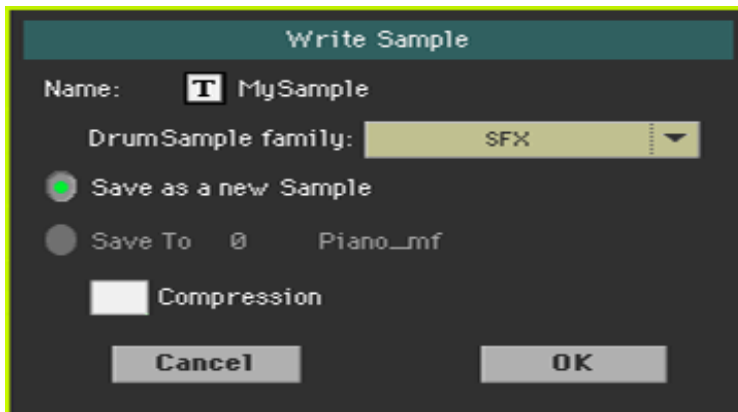 Write Sample
Name: T MySample
DrumSample family: SFX
Save as a new Sample
Save To 0 Piano_mf
Compression
Cancel OK